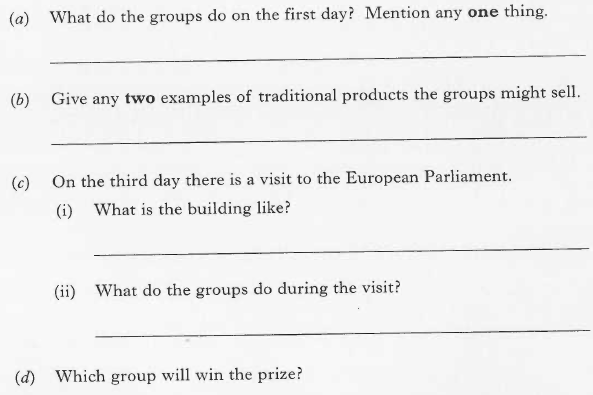 (a) What do the groups do on the first day? Mention any one thing.
(b) Give any two examples of traditional products the groups might sell.
(c) On the third day there is a visit to the European Parliament.
(i) What is the building like?
(ii) What do the groups do during the visit?
(d) Which group will win the prize?